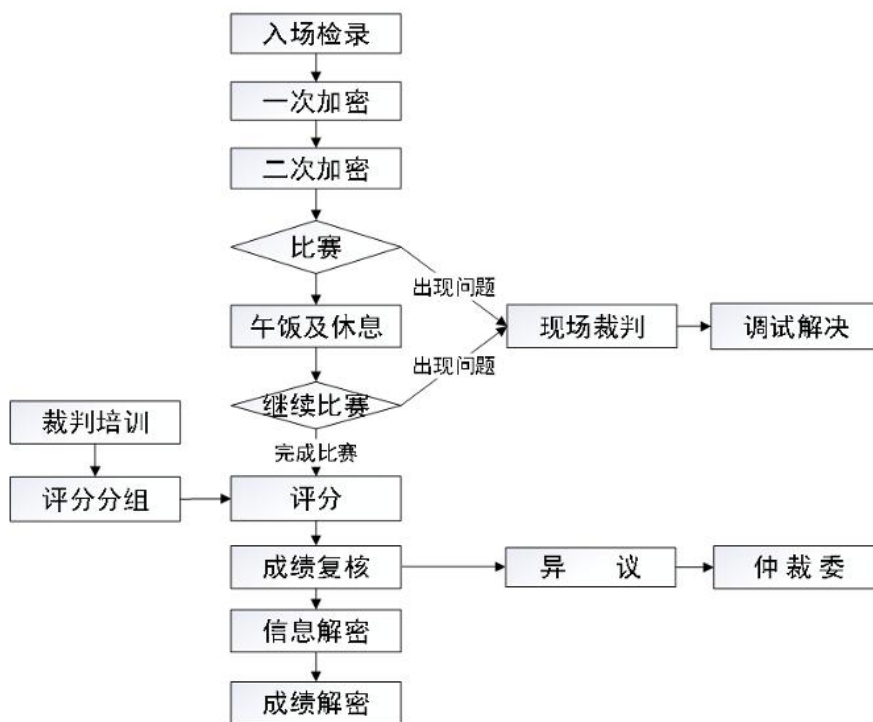 入场检录
一次加密
二次加密
比赛
出现问题
午饭及休息
现场裁判
调试解决
出现问题
继续比赛
裁判培训
完成比赛
评分分组
评分
成绩复核
异 议
仲 裁 委
信息解密
成绩解密